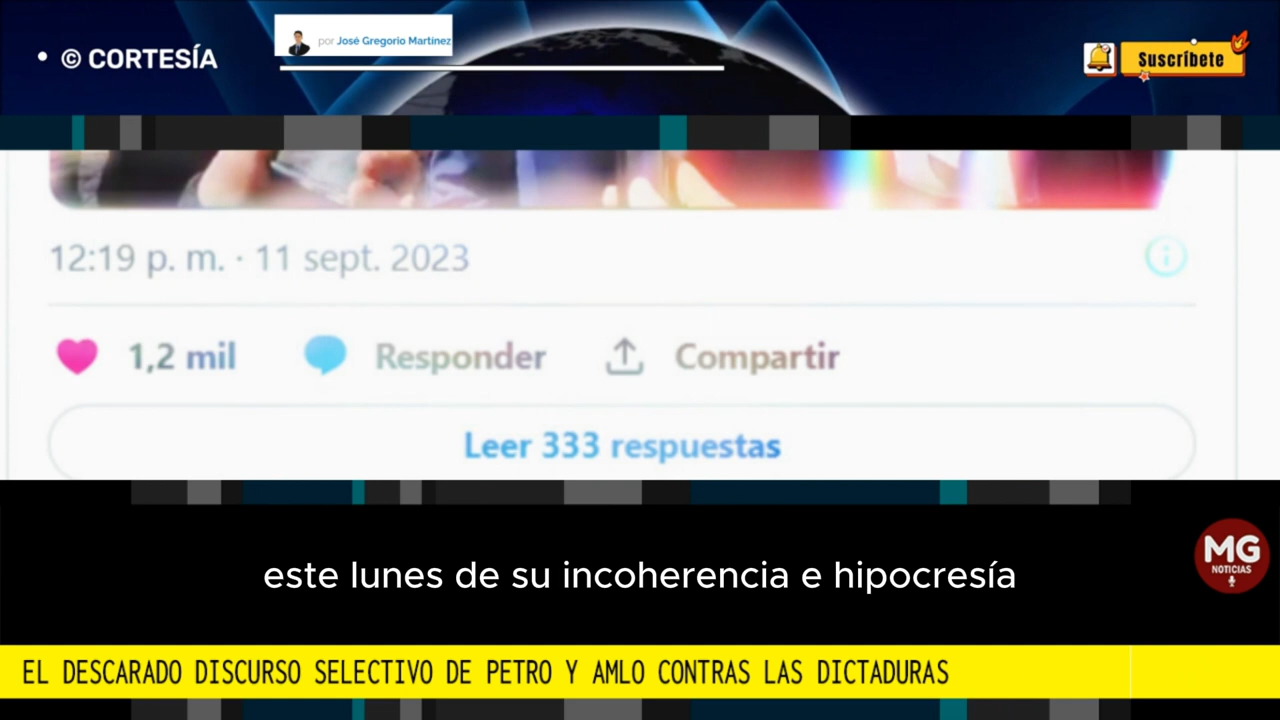 • © CORTESÍA
por José Gregorio Martínez
Suscríbete
12:19 p. m. · 11 sept. 2023
1,2 mil
Responder
Compartir
Leer 333 respuestas
este lunes de su incoherencia e hipocresía
MG
NOTICIAS
EL DESCARADO DISCURSO SELECTIVO DE PETRO Y AMLO CONTRAS LAS DICTADURAS